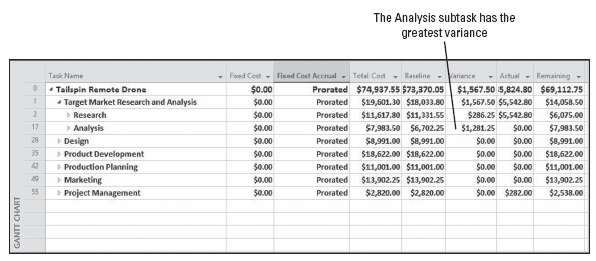 The Analysis subtask has the
greatest variance
Task Name Fixed Cost Fixed Cost Accrual Total Cost Baseline Variance Actual Remaining
0 Tailspin Remote Drone $0.00 Prorated $74,937.55 $73,370.05 $1,567.50 5,824.80 $69,112.75
1 Target Market Research and Analysis $0.00 Prorated $19,601.30 $18,033.80 $1,567.50 $5,542.80 $14,058.50
2 Research $0.00 Prorated $11,617.80 $11,331.55 $286.25 $5,542.80 $6,075.00
17 Analysis $0.00 Prorated $7,983.50 $6,702.25 $1,281.25 $0.00 $7,983.50
28 Design $0.00 Prorated $8,991.00 $8,991.00 $0.00 $0.00 $8,991.00
35 Product Development $0.00 Prorated $18,622.00 $18,622.00 $0.00 $0.00 $18,622.00
42 Production Planning $0.00 Prorated $11,001.00 $11,001.00 $0.00 $0.00 $11,001.00
49 Marketing $0.00 Prorated $13,902.25 $13,902.25 $0.00 $0.00 $13,902.25
55 Project Management $0.00 Prorated $2,820.00 $2,820.00 $0.00 $282.00 $2,538.00
GANTT CHART